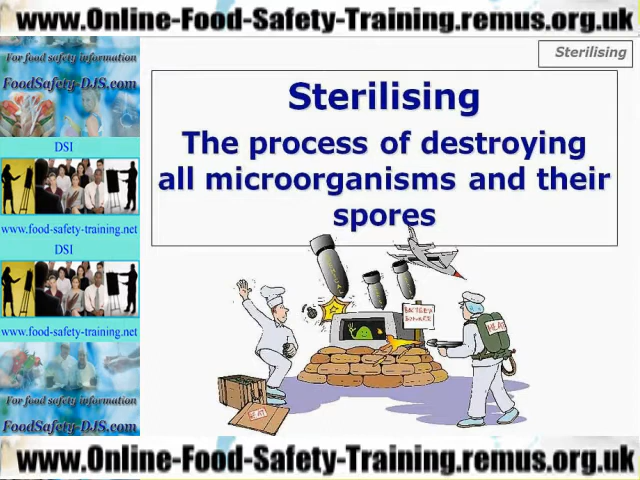 www.Online-Food-Safety-Training.remus.org.uk
For food safety information
FoodSafety-DJS.com
DSI
www.food-safety-training.net
DSI
www.food-safety-training.net
For food safety information
FoodSafety-DJS.com
Sterilising
Sterilising
The process of destroying
all microorganisms and their
spores
HEAT
HEAT
www.Online-Food-Safety-Training.remus.org.uk